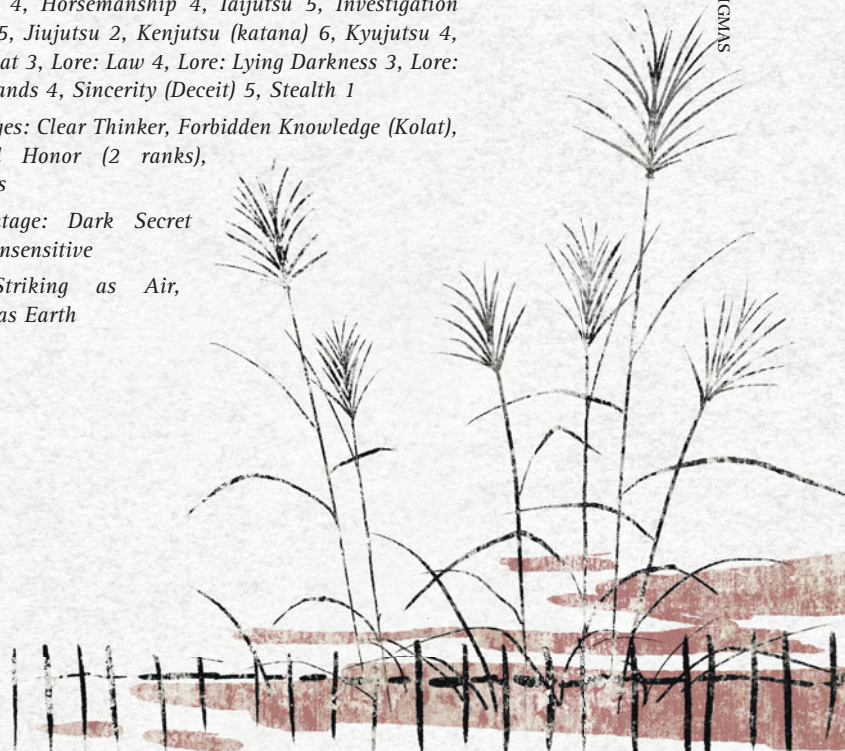 4, Horsemanship 4, Iaijutsu 5, Investigation
5, Jiujutsu 2, Kenjutsu (katana) 6, Kyujutsu 4,
at 3, Lore: Law 4, Lore: Lying Darkness 3, Lore:
ands 4, Sincerity (Deceit) 5, Stealth 1
ges: Clear Thinker, Forbidden Knowledge (Kolat),
Honor (2 ranks),
s
ntage: Dark Secret
nsensitive
Striking as Air,
as Earth
IGMAS